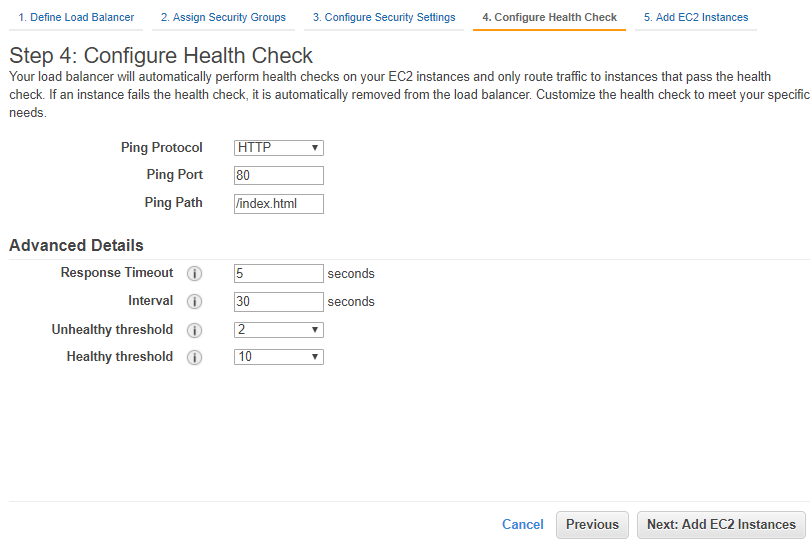 1. Define Load Balancer 2. Assign Security Groups 3. Configure Security Settings 4. Configure Health Check 5. Add EC2 Instances
Step 4: Configure Health Check
Your load balancer will automatically perform health checks on your EC2 instances and only route traffic to instances that pass the health
check. If an instance fails the health check, it is automatically removed from the load balancer. Customize the health check to meet your specific
needs.
Ping Protocol HTTP
Ping Port 80
Ping Path /index.html
Advanced Details
Response Timeout i 5 seconds
Interval i 30 seconds
Unhealthy threshold i 2
Healthy threshold i 10
Cancel Previous Next: Add EC2 Instances